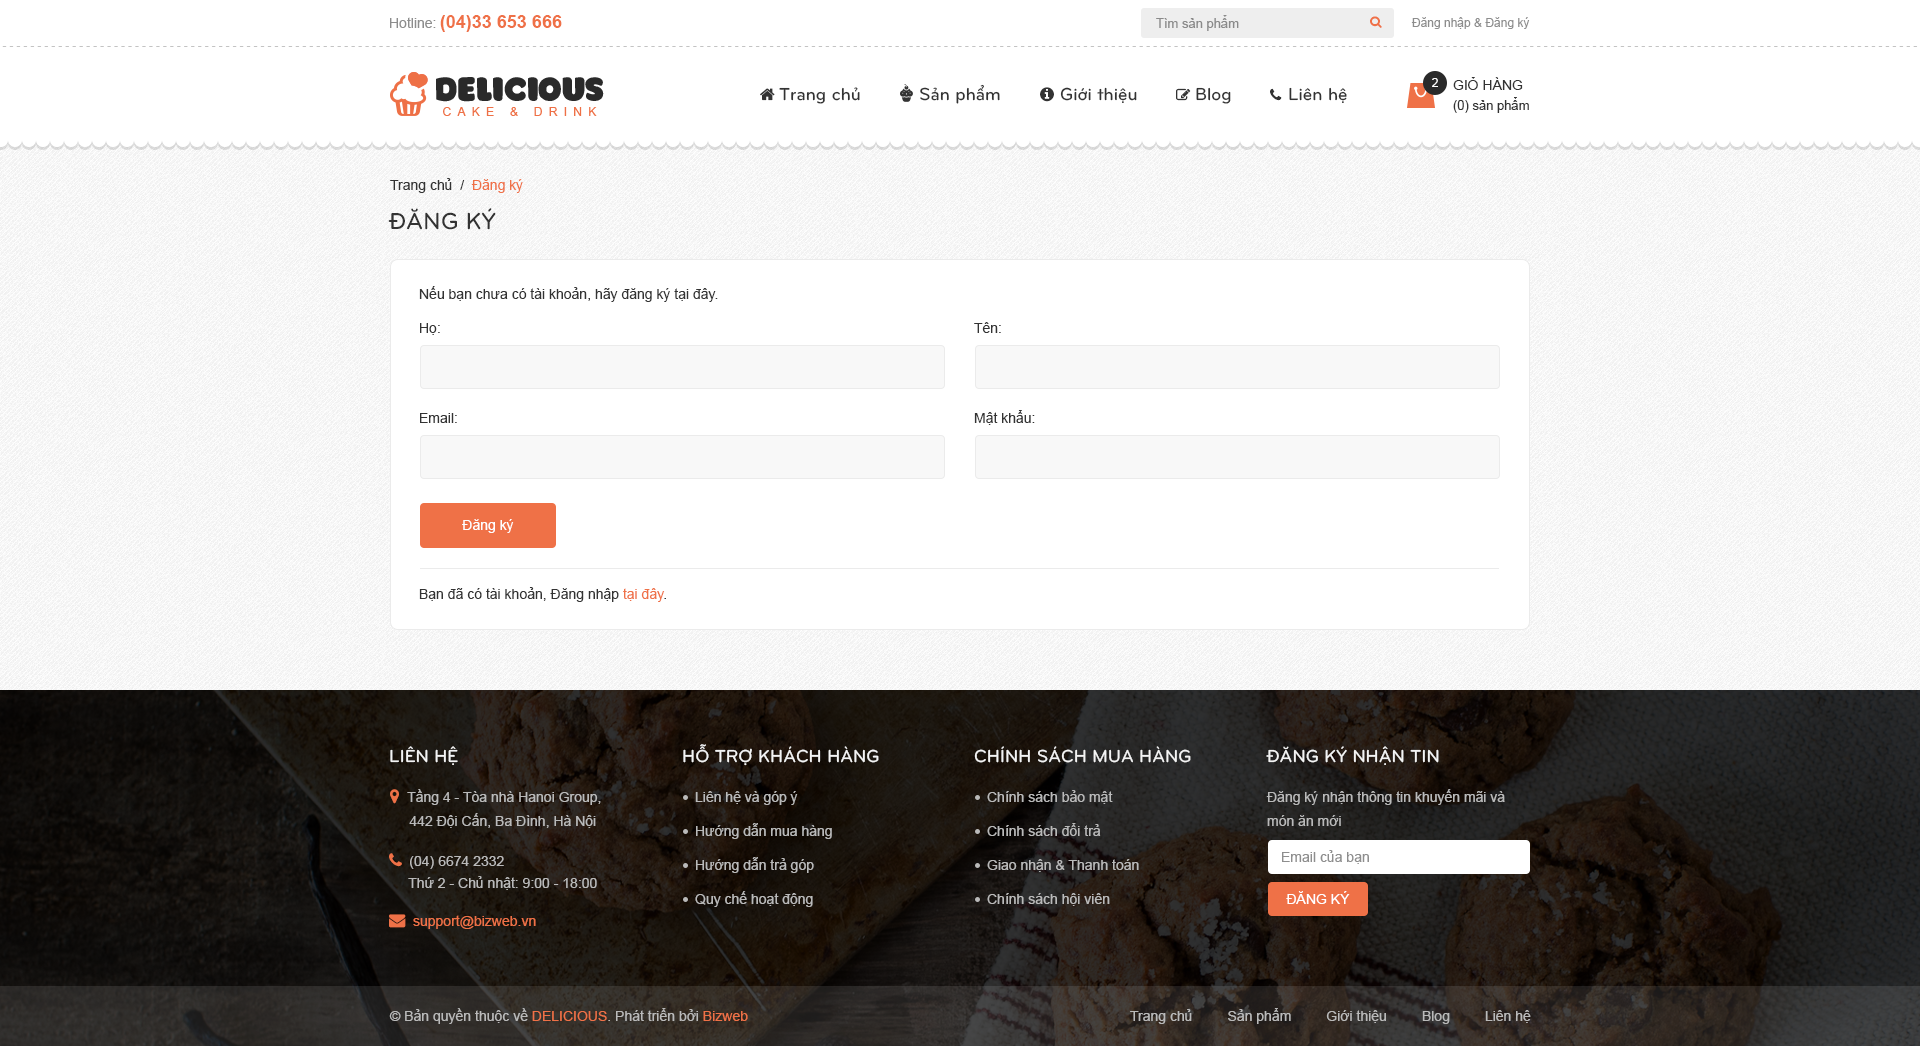 Hotline: (04)33 653 666
Tìm sản phẩm
Đăng nhập & Đăng ký
DELICIOUS
CAKE & DRINK
Trang chủ
Sản phẩm
Giới thiệu
Blog
Liên hệ
2
GIỎ HÀNG
(0) sản phẩm
Trang chủ / Đăng ký
ĐĂNG KÝ
Nếu bạn chưa có tài khoản, hãy đăng ký tại đây.
Họ:
Tên:
Email:
Mật khẩu:
Đăng ký
Bạn đã có tài khoản, Đăng nhập tại đây.
LIÊN HỆ
Tầng 4 - Tòa nhà Hanoi Group,
442 Đội Cấn, Ba Đình, Hà Nội
(04) 6674 2332
Thứ 2 - Chủ nhật: 9:00 - 18:00
support@bizweb.vn
HỖ TRỢ KHÁCH HÀNG
• Liên hệ và góp ý
• Hướng dẫn mua hàng
• Hướng dẫn trả góp
• Quy chế hoạt động
CHÍNH SÁCH MUA HÀNG
• Chính sách bảo mật
• Chính sách đổi trả
• Giao nhận & Thanh toán
• Chính sách hội viên
ĐĂNG KÝ NHẬN TIN
Đăng ký nhận thông tin khuyến mãi và
món ăn mới
Email của bạn
ĐĂNG KÝ
© Bản quyền thuộc về DELICIOUS. Phát triển bởi Bizweb
Trang chủ
Sản phẩm
Giới thiệu
Blog
Liên hệ